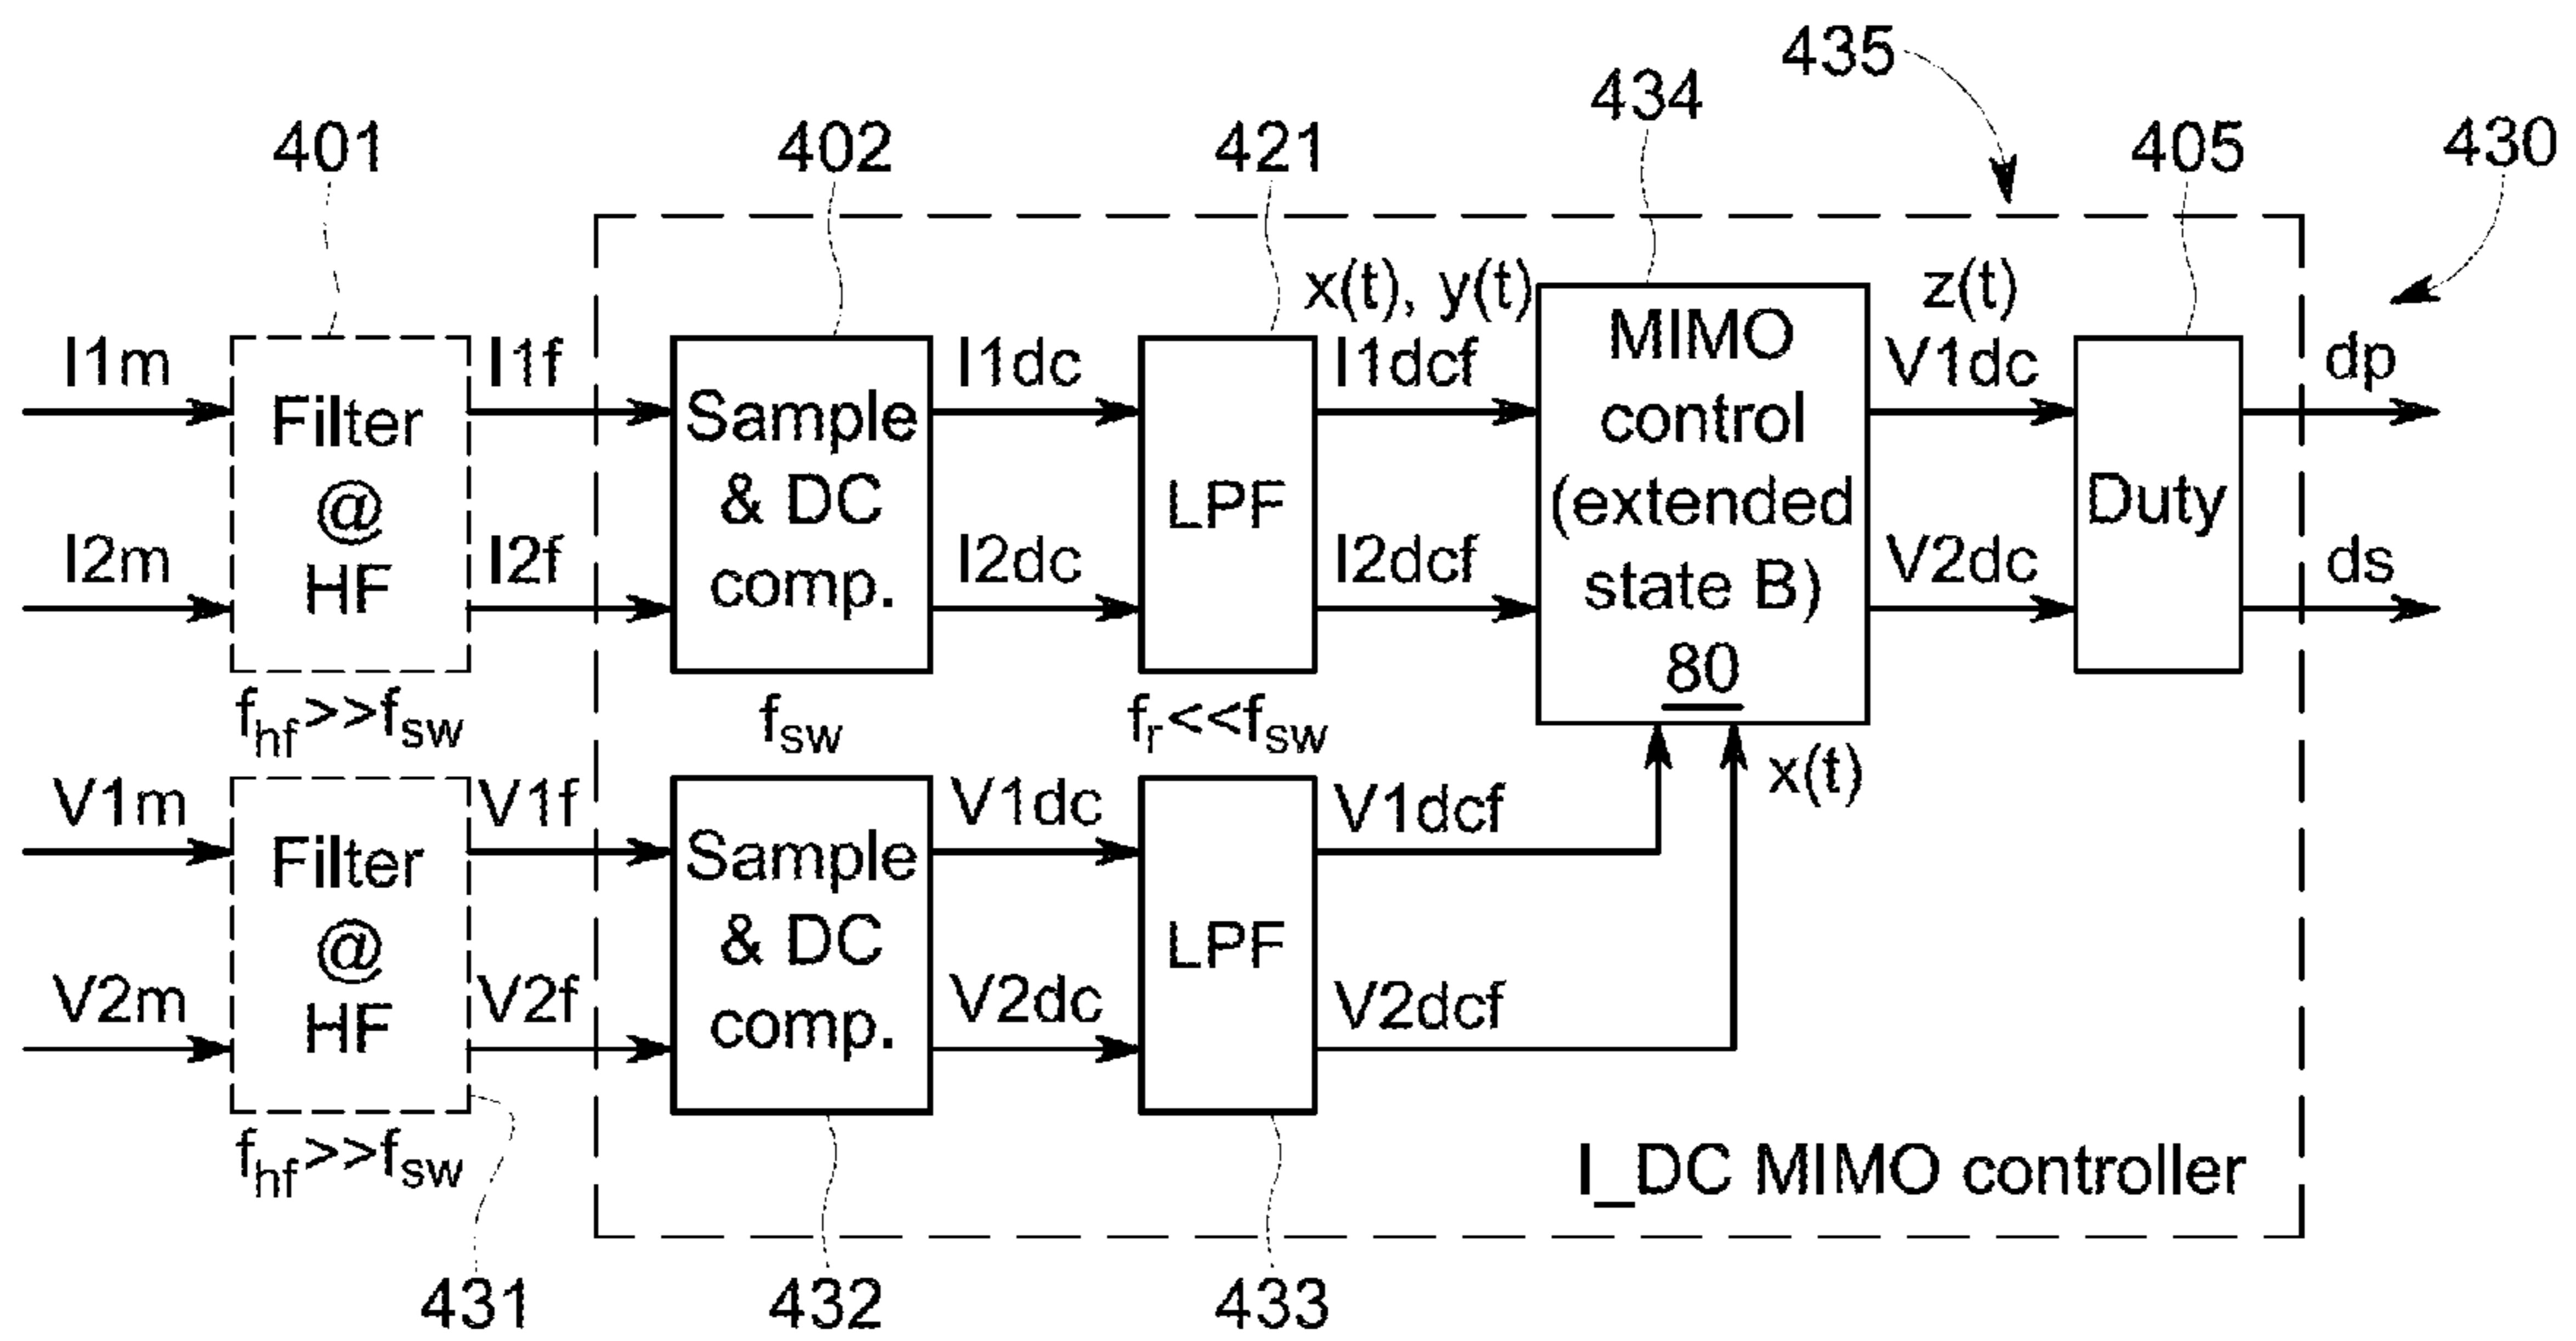 435
434
401
402
421
405
430
x(t), y(t)
z(t)
I1m
I1f
I1dc
I1dcf
V1dc
dp
Filter
@
HF
Sample
& DC
comp.
LPF
MIMO
control
(extended
state B)
80
Duty
I2m
I2f
I2dc
I2dcf
V2dc
ds
fhf>>fsw
fsw
fr<<fsw
x(t)
V1m
V1f
V1dc
V1dcf
Filter
@
HF
Sample
& DC
comp.
LPF
V2m
V2f
V2dc
V2dcf
fhf>>fsw
I_DC MIMO controller
431
432
433